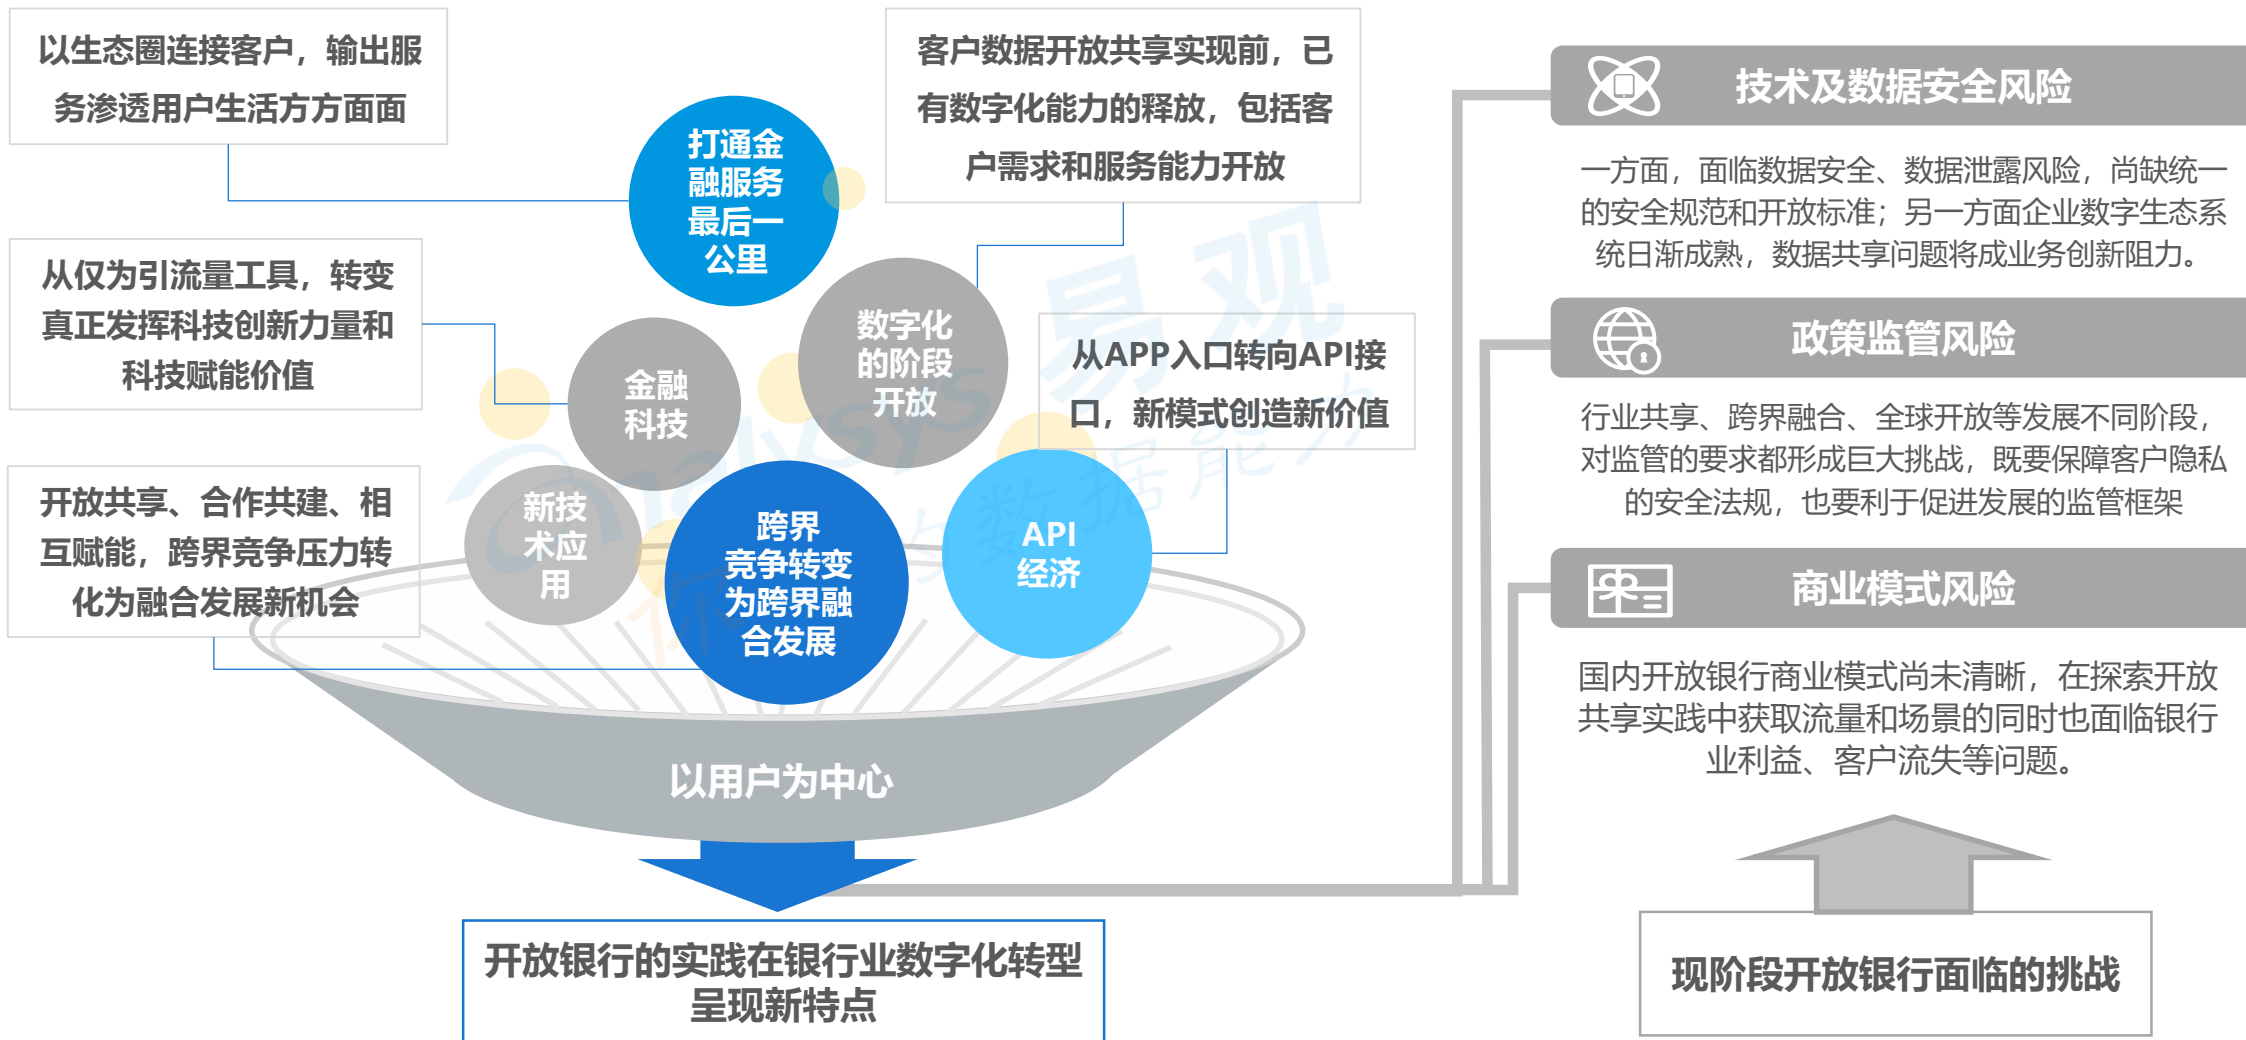 以生态圈连接客户，输出服
务渗透用户生活方方面面
客户数据开放共享实现前，已
有数字化能力的释放，包括客
户需求和服务能力开放
打通金
融服务
最后一
公里
从仅为引流量工具，转变
真正发挥科技创新力量和
科技赋能价值
数字化
的阶段
开放
金融
科技
从APP入口转向API接
口，新模式创造新价值
开放共享、合作共建、相
互赋能，跨界竞争压力转
化为融合发展新机会
新技
术应
用
跨界
竞争转变
为跨界融
合发展
API
经济
以用户为中心
开放银行的实践在银行业数字化转型
呈现新特点
技术及数据安全风险
一方面，面临数据安全、数据泄露风险，尚缺统一
的安全规范和开放标准；另一方面企业数字生态系
统日渐成熟，数据共享问题将成业务创新阻力。
政策监管风险
行业共享、跨界融合、全球开放等发展不同阶段，
对监管的要求都形成巨大挑战，既要保障客户隐私
的安全法规，也要利于促进发展的监管框架
商业模式风险
国内开放银行商业模式尚未清晰，在探索开放
共享实践中获取流量和场景的同时也面临银行
业利益、客户流失等问题。
现阶段开放银行面临的挑战
analysys 易观
你 的数据能力